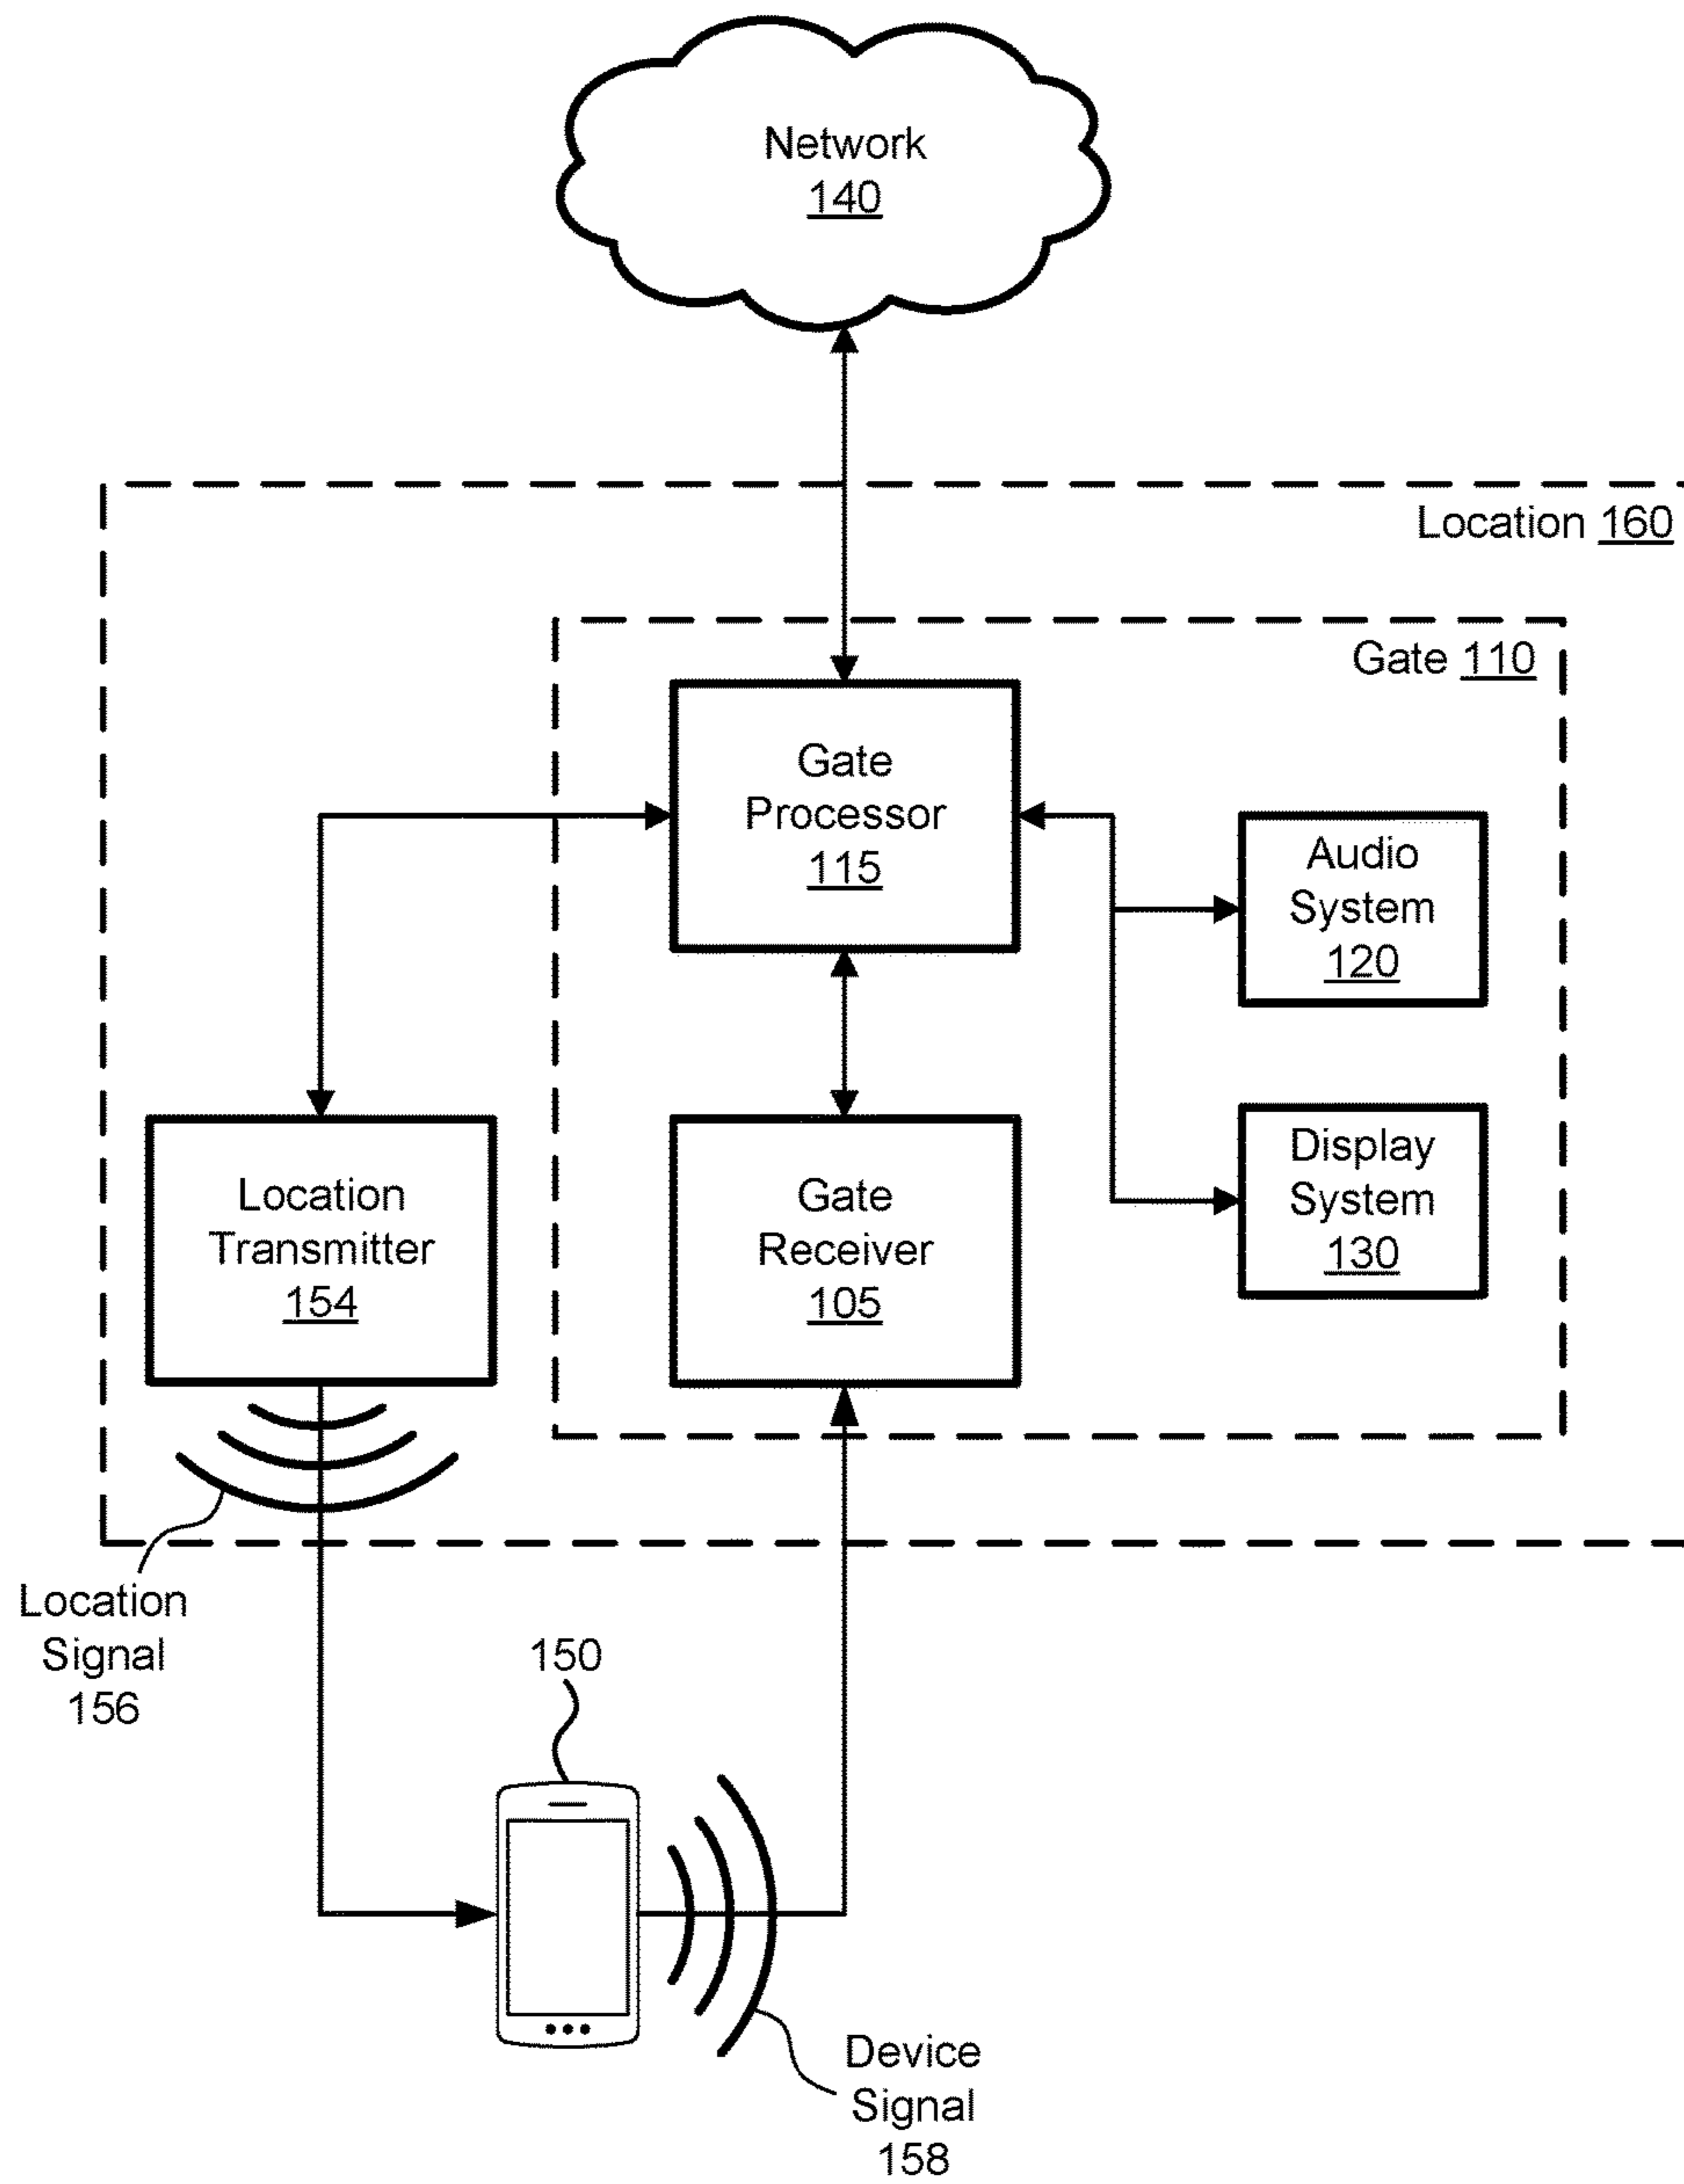 Network
140
Location 160
Gate 110
Gate
Processor
115
Audio
System
120
Display
System
130
Location
Transmitter
154
Gate
Receiver
105
Location
Signal
156
150
Device
Signal
158